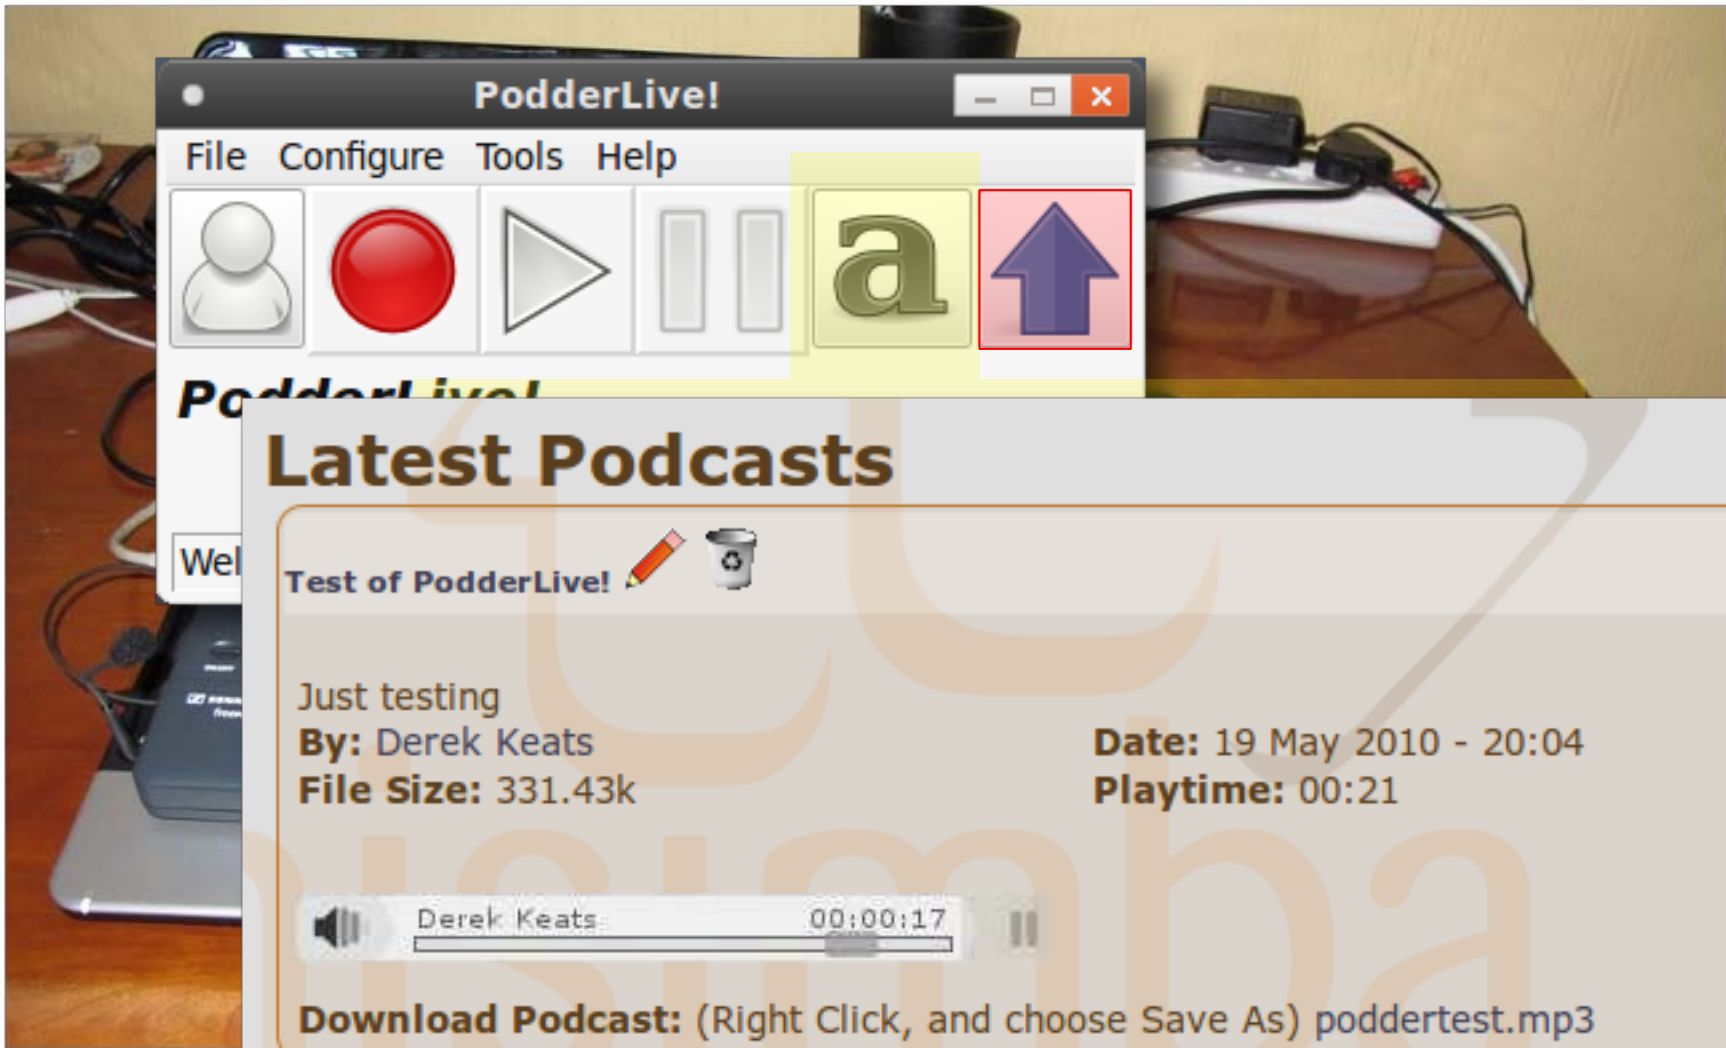 PodderLive!
File Configure Tools Help
a
PodderLive!
Wel
Latest Podcasts
Test of PodderLive!
Just testing
By: Derek Keats
Date: 19 May 2010 - 20:04
File Size: 331.43k
Playtime: 00:21
Derek Keats 00:00:17
Download Podcast: (Right Click, and choose Save As) poddertest.mp3